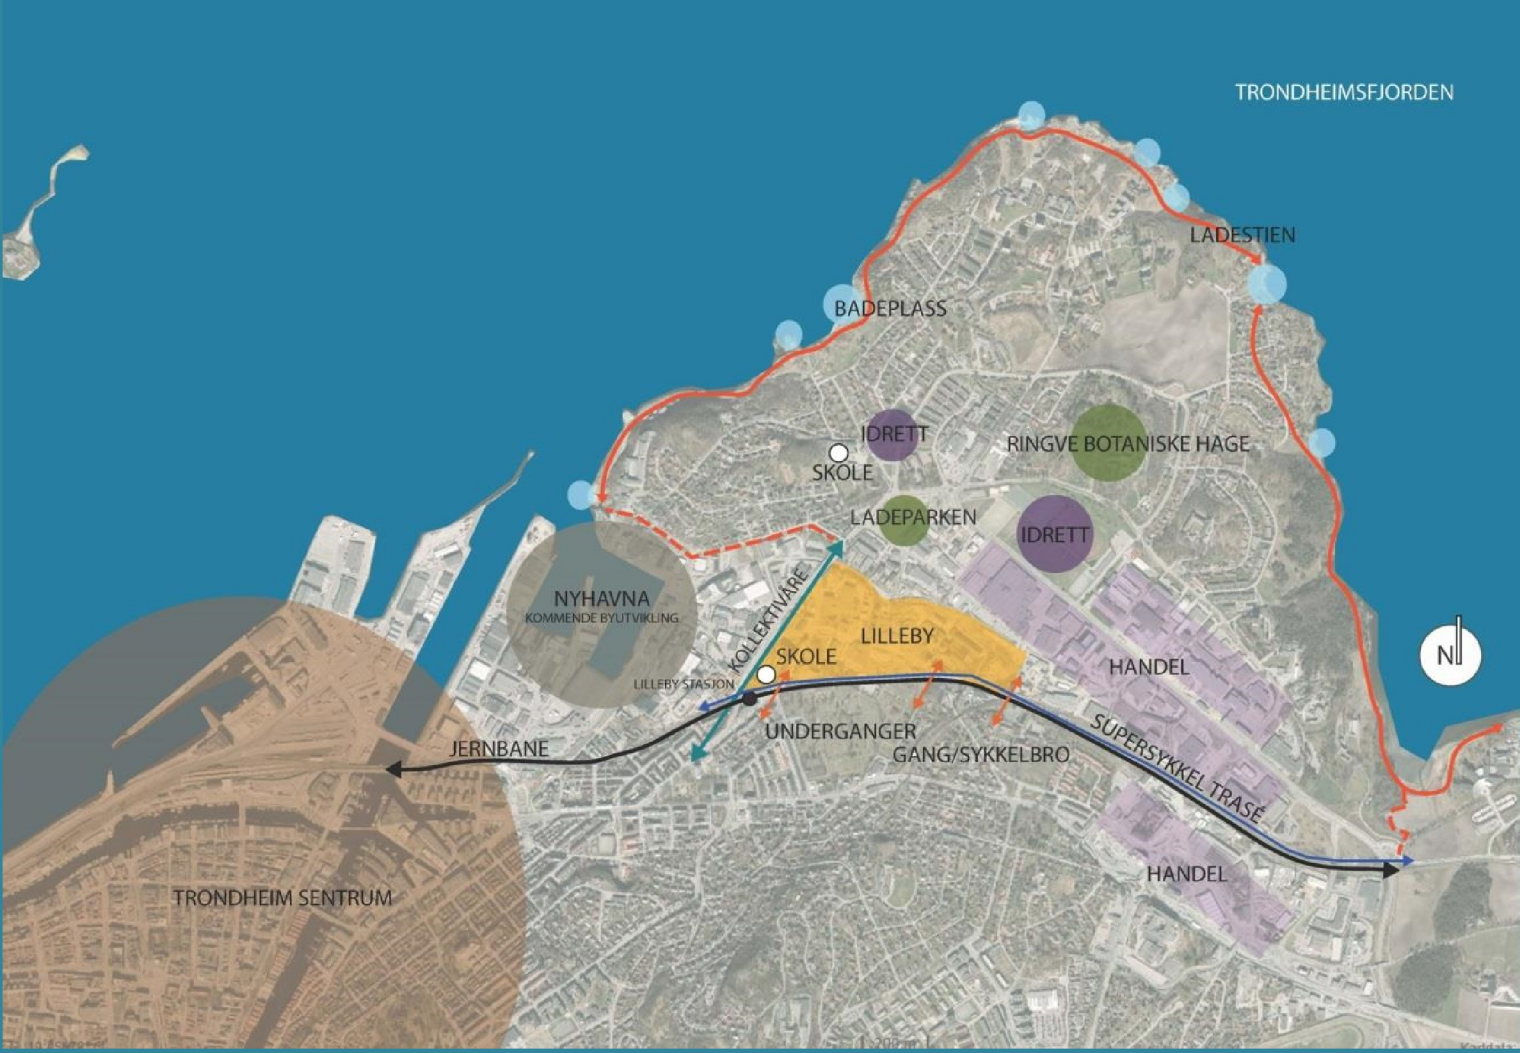 TRONDHEIMSFJORDEN
LADESTIEN
BADEPLASS
IDRETT
SKOLE
RINGVE BOTANISKE HAGE
LADEPARKEN
IDRETT
NYHAVNA
KOMMENDE BYUTVIKLING
KOLLEKTIVÅRE
LILLEBY
SKOLE
LILLEBY STASJON
HANDEL
N
UNDERGANGER
JERNBANE
GANG/SYKKELBRO
SUPERSYKKEL TRASÉ
HANDEL
TRONDHEIM SENTRUM